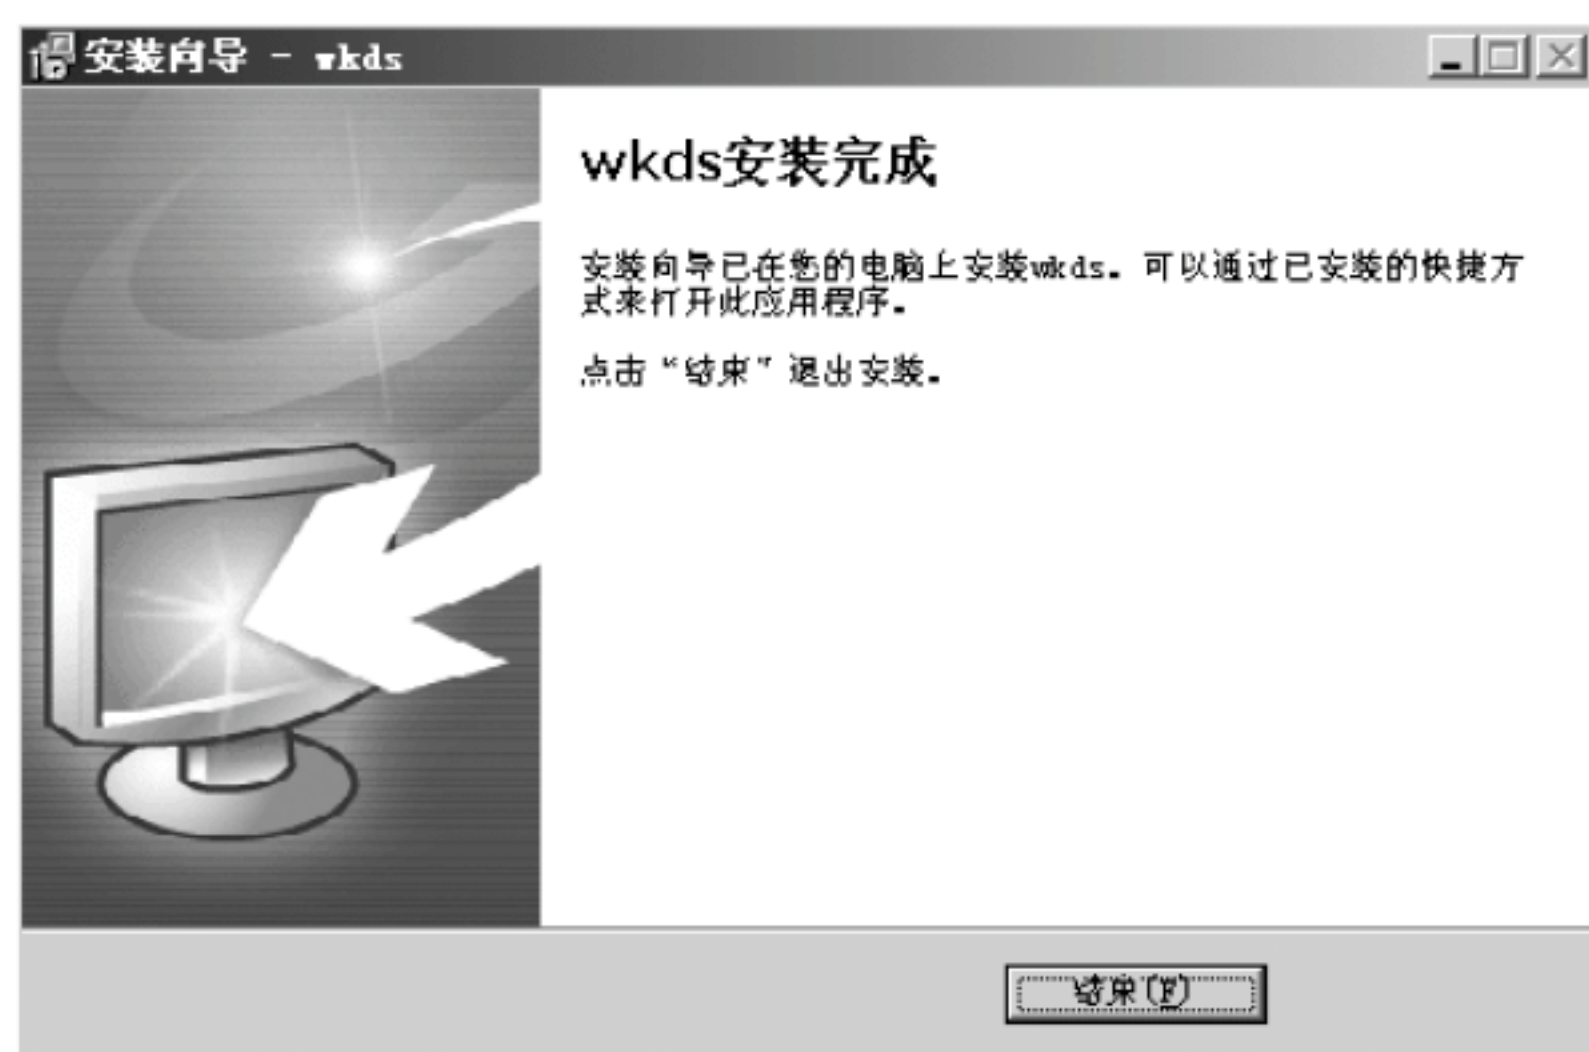 安装向导 - wkds
wkds安装完成
安装向导已在您的电脑上安装wkds。可以通过已安装的快捷方
式来打开此应用程序。
点击“结束”退出安装。
结束(F)